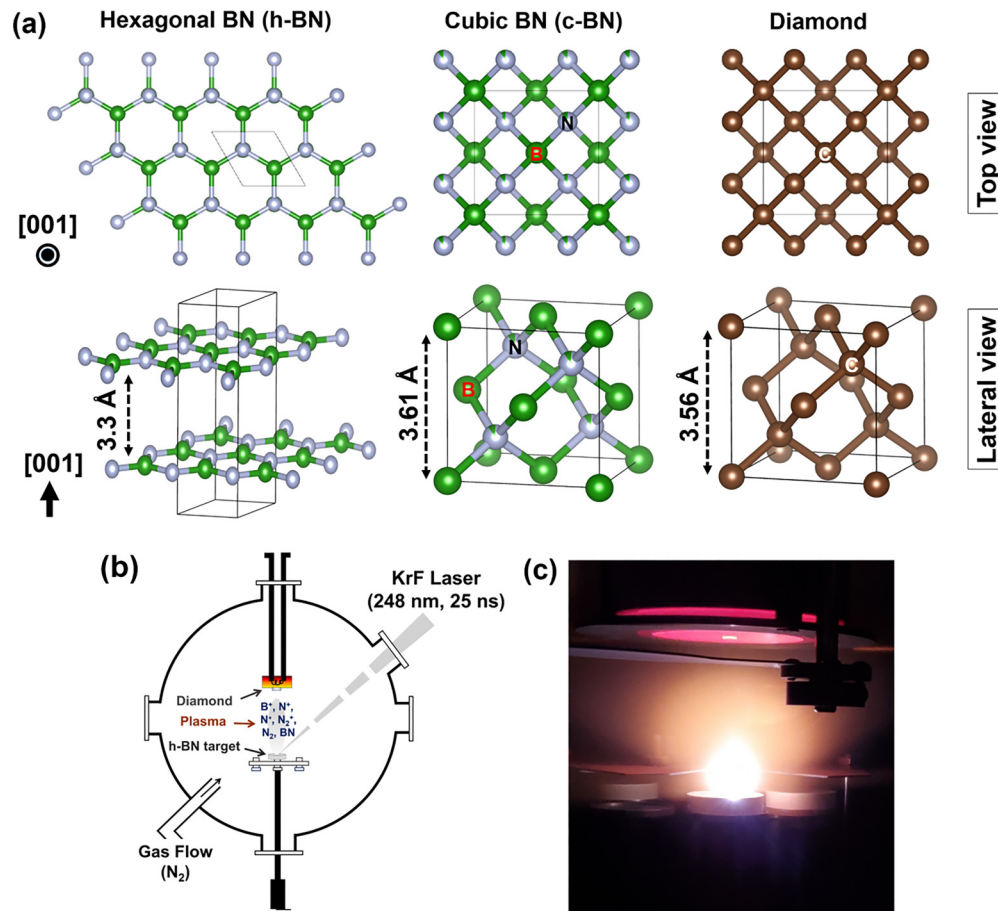 (a)
Hexagonal BN (h-BN)
Cubic BN (c-BN)
Diamond
N
B
C
Top view
[001]
3.3 Å
[001]
N
B
3.61 Å
C
3.56 Å
Lateral view
(b)
KrF Laser
(248 nm, 25 ns)
Diamond
Plasma
B⁺, N⁺,
N⁺, N₂⁺,
N₂, BN
h-BN target
Gas Flow
(N₂)
(c)